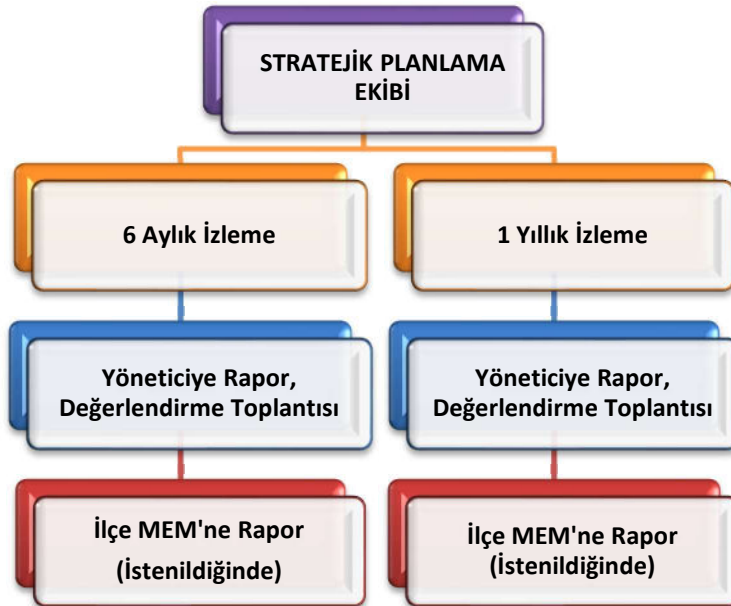 STRATEJİK PLANLAMA
EKİBİ
6 Aylık İzleme
1 Yıllık İzleme
Yöneticiye Rapor,
Değerlendirme Toplantısı
Yöneticiye Rapor,
Değerlendirme Toplantısı
İlçe MEM'ne Rapor
(İstenildiğinde)
İlçe MEM'ne Rapor
(İstenildiğinde)